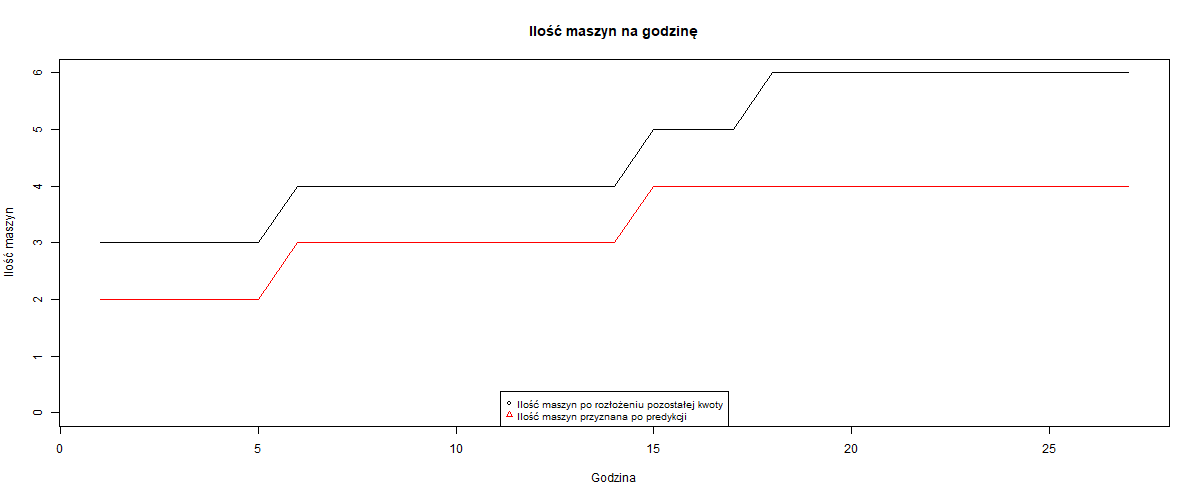 Ilość maszyn na godzinę
Ilość maszyn
6
5
4
3
2
1
0
Ilość maszyn po rozłożeniu pozostałej kwoty
Ilość maszyn przyznana po predykcji
0 5 10 15 20 25
Godzina